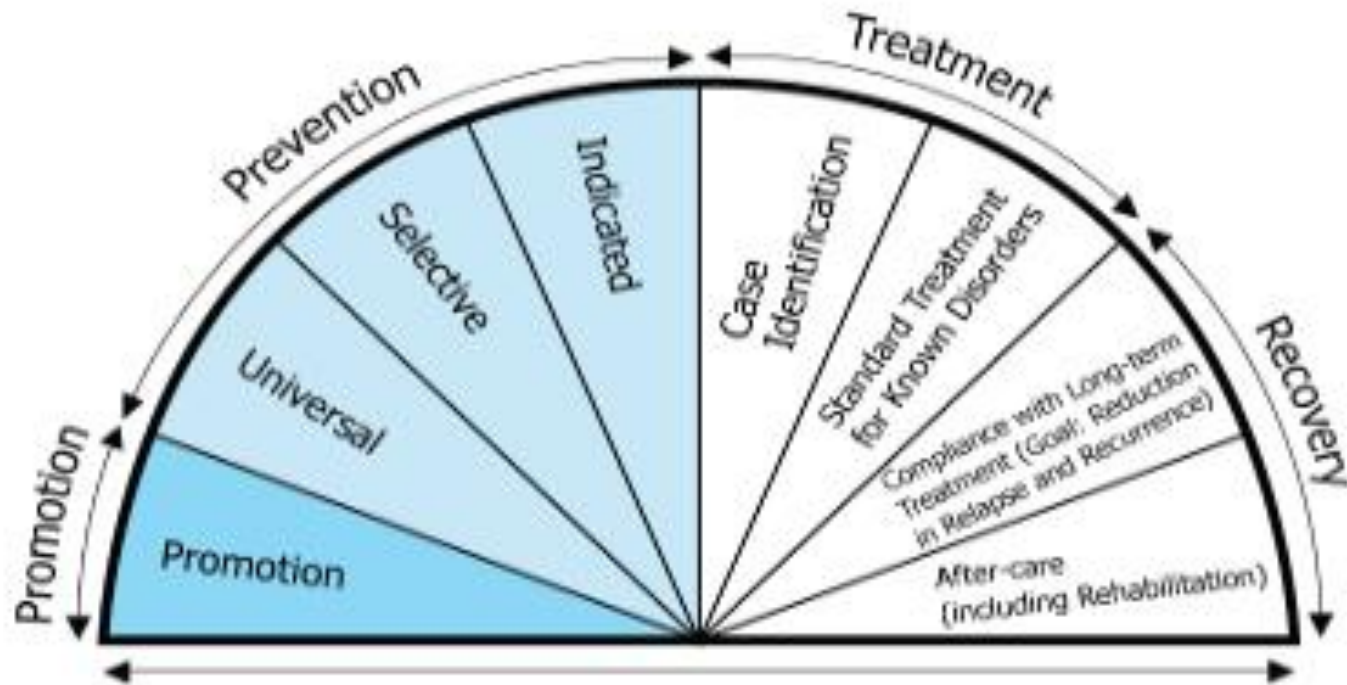 Promotion
Prevention
Treatment
Recovery
Promotion
Universal
Selective
Indicated
Case
Identification
Standard Treatment
for Known Disorders
Compliance with Long-term
Treatment (Goal: Reduction
in Relapse and Recurrence)
After-care
(including Rehabilitation)